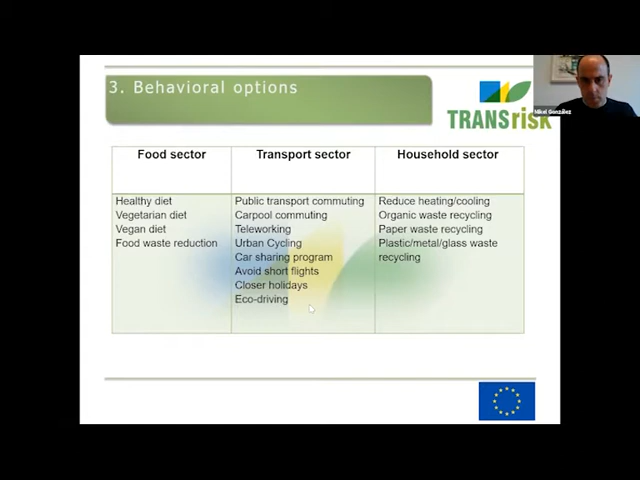 3. Behavioral options
TRANSrisk
Mikel González
Food sector
Transport sector
Household sector
Healthy diet
Vegetarian diet
Vegan diet
Food waste reduction
Public transport commuting
Carpool commuting
Teleworking
Urban Cycling
Car sharing program
Avoid short flights
Closer holidays
Eco-driving
Reduce heating/cooling
Organic waste recycling
Paper waste recycling
Plastic/metal/glass waste
recycling